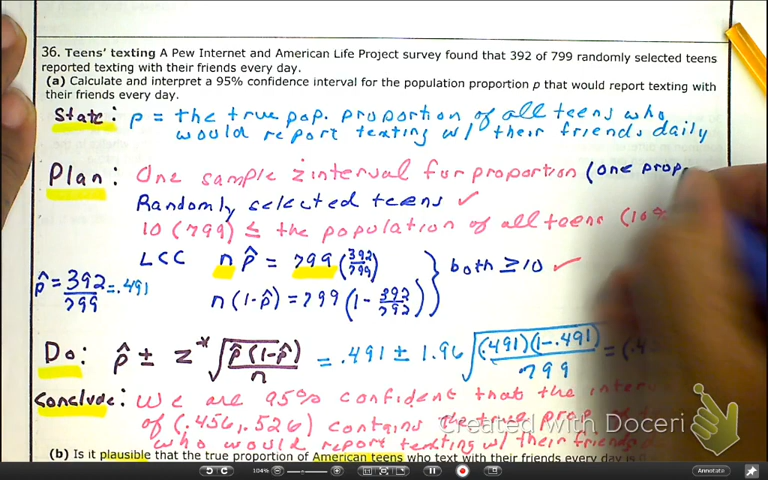 36. Teens' texting A Pew Internet and American Life Project survey found that 392 of 799 randomly selected teens
reported texting with their friends every day.
(a) Calculate and interpret a 95% confidence interval for the population proportion p that would report texting with
their friends every day.
State: p = the true pop. proportion of all teens who
would report texting w/ their friends daily
Plan: One sample z interval for proportion (one prop
Randomly selected teens ✓
10 (799) ≤ the population of all teens (10%
LCC n p̂ = 799 (392/799)
p̂ = 392/799 = .491
n(1-p̂) = 799 (1 - 392/792)
both ≥ 10 ✓
Do: p̂ ± z* √(p̂(1-p̂)/n) = .491 ± 1.96 √((.491)(1-.491)/799) = (.4
Conclude: We are 95% confident that the inter
of (.456, .526) contains the true prop
who would report texting w/ their friends
Created with Doceri
(b) Is it plausible that the true proportion of American teens who text with their friends every day is
104%
Annotate